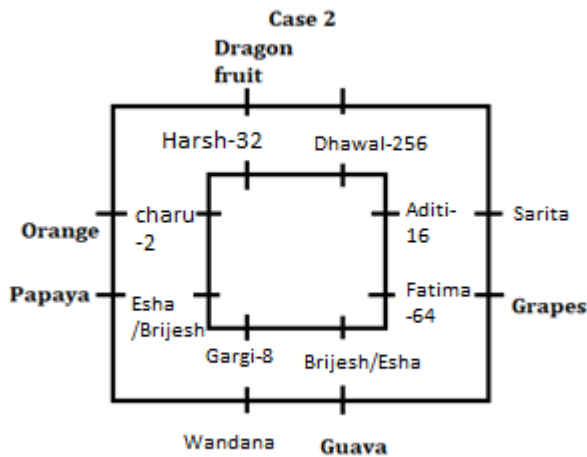 Case 2
Dragon
fruit
Harsh-32
Dhawal-256
Orange
charu
-2
Aditi-
16
Sarita
Papaya
Esha
/Brijesh
Fatima
-64
Grapes
Gargi-8
Brijesh/Esha
Wandana
Guava